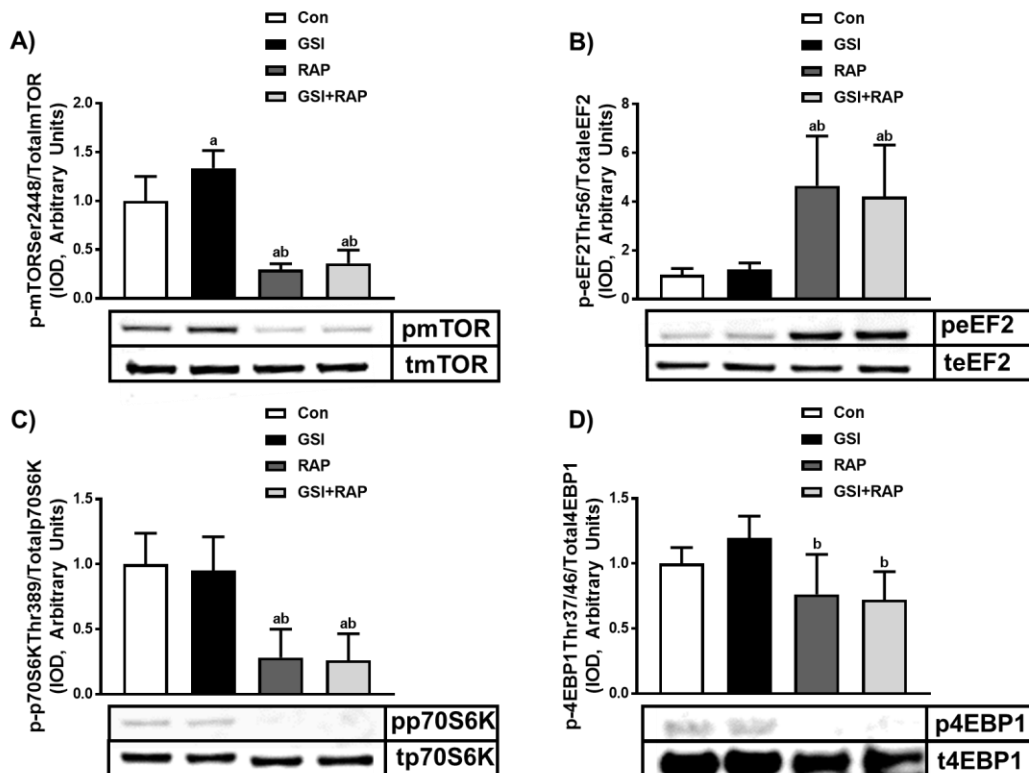 A)
Con
GSI
RAP
GSI+RAP
p-mTORSer2448/TotalmTOR
(IOD, Arbitrary Units)
2.0
1.5
1.0
0.5
0.0
a
ab
ab
pmTOR
tmTOR
B)
Con
GSI
RAP
GSI+RAP
p-eEF2Thr56/TotaleEF2
(IOD, Arbitrary Units)
8
6
4
2
0
ab
ab
peEF2
teEF2
C)
Con
GSI
RAP
GSI+RAP
p-p70S6KThr389/Totalp70S6K
(IOD, Arbitrary Units)
1.5
1.0
0.5
0.0
ab
ab
pp70S6K
tp70S6K
D)
Con
GSI
RAP
GSI+RAP
p-4EBP1Thr37/46/Total4EBP1
(IOD, Arbitrary Units)
1.5
1.0
0.5
0.0
b
b
p4EBP1
t4EBP1